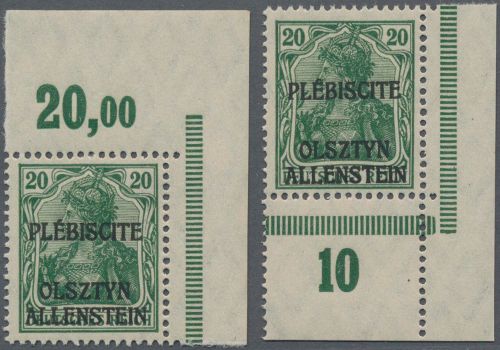 20,00
20 20
PLÉBISCITE
OLSZTYN
ALLENSTEIN
20 20
PLÉBISCITE
OLSZTYN
ALLENSTEIN
10